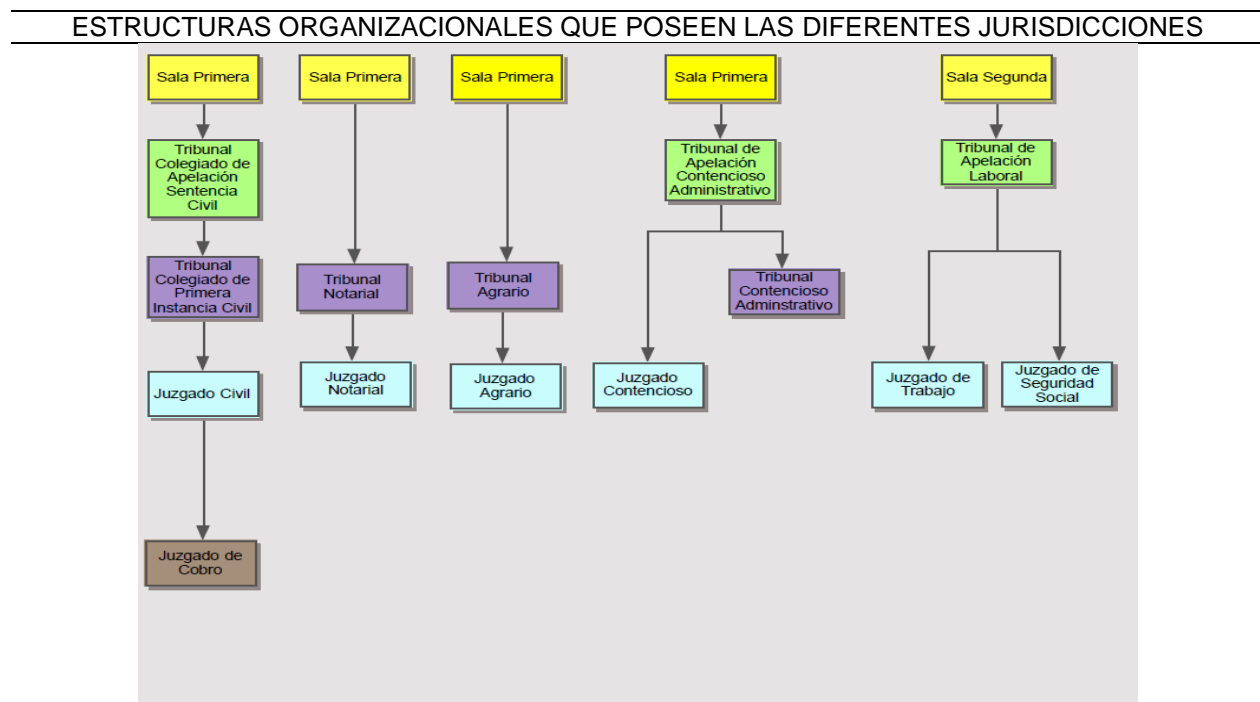 ESTRUCTURAS ORGANIZACIONALES QUE POSEEN LAS DIFERENTES JURISDICCIONES
Sala Primera
Sala Primera
Sala Primera
Sala Primera
Sala Segunda
Tribunal
Colegiado de
Apelación
Sentencia
Civil
Tribunal de
Apelación
Contencioso
Administrativo
Tribunal de
Apelación
Laboral
Tribunal
Colegiado de
Primera
Instancia Civil
Tribunal
Notarial
Tribunal
Agrario
Tribunal
Contencioso
Adminstrativo
Juzgado Civil
Juzgado
Notarial
Juzgado
Agrario
Juzgado
Contencioso
Juzgado de
Trabajo
Juzgado de
Seguridad
Social
Juzgado de
Cobro